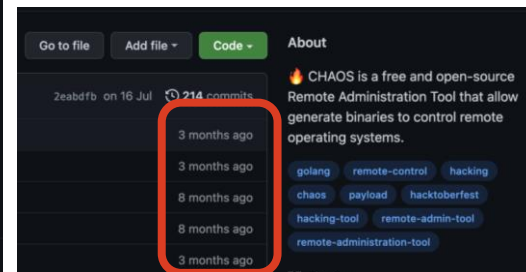 Go to file Add file Code About
🔥 CHAOS is a free and open-source
2eabdfb on 16 Jul 214 commits Remote Administration Tool that allow
generate binaries to control remote
3 months ago operating systems.
3 months ago golang remote-control hacking
8 months ago chaos payload hacktoberfest
8 months ago hacking-tool remote-admin-tool
3 months ago remote-administration-tool